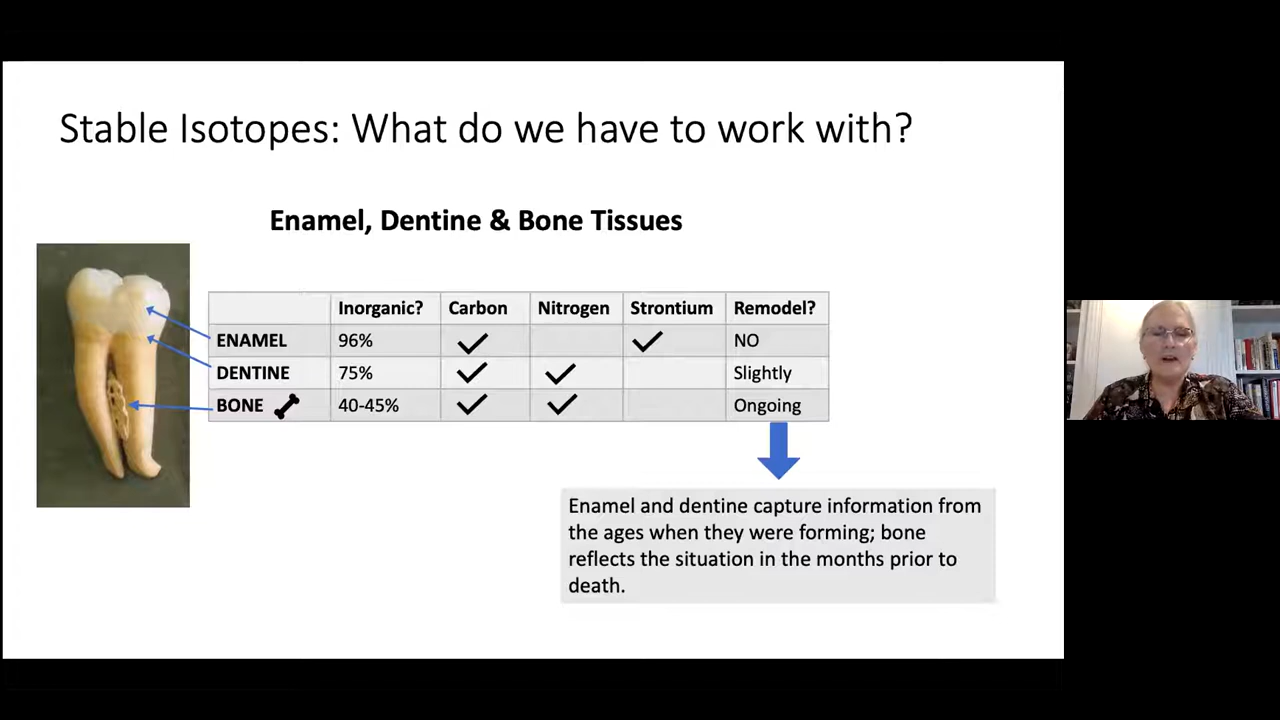 Stable Isotopes: What do we have to work with?
Enamel, Dentine & Bone Tissues
Inorganic? Carbon Nitrogen Strontium Remodel?
ENAMEL 96% ✓ ✓ NO
DENTINE 75% ✓ ✓ Slightly
BONE 40-45% ✓ ✓ Ongoing
Enamel and dentine capture information from
the ages when they were forming; bone
reflects the situation in the months prior to
death.